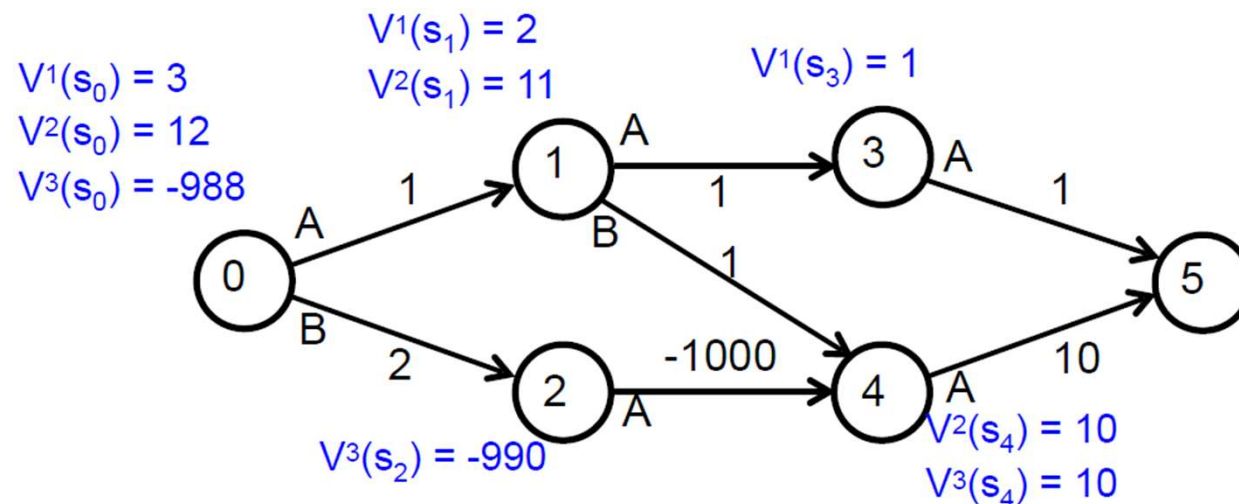 V¹(s₀) = 3
V²(s₀) = 12
V³(s₀) = -988
V¹(s₁) = 2
V²(s₁) = 11
V¹(s₃) = 1
0
A
1
B
2
1
A
1
B
1
3
A
1
2
-1000
A
4
A
10
5
V³(s₂) = -990
V²(s₄) = 10
V³(s₄) = 10